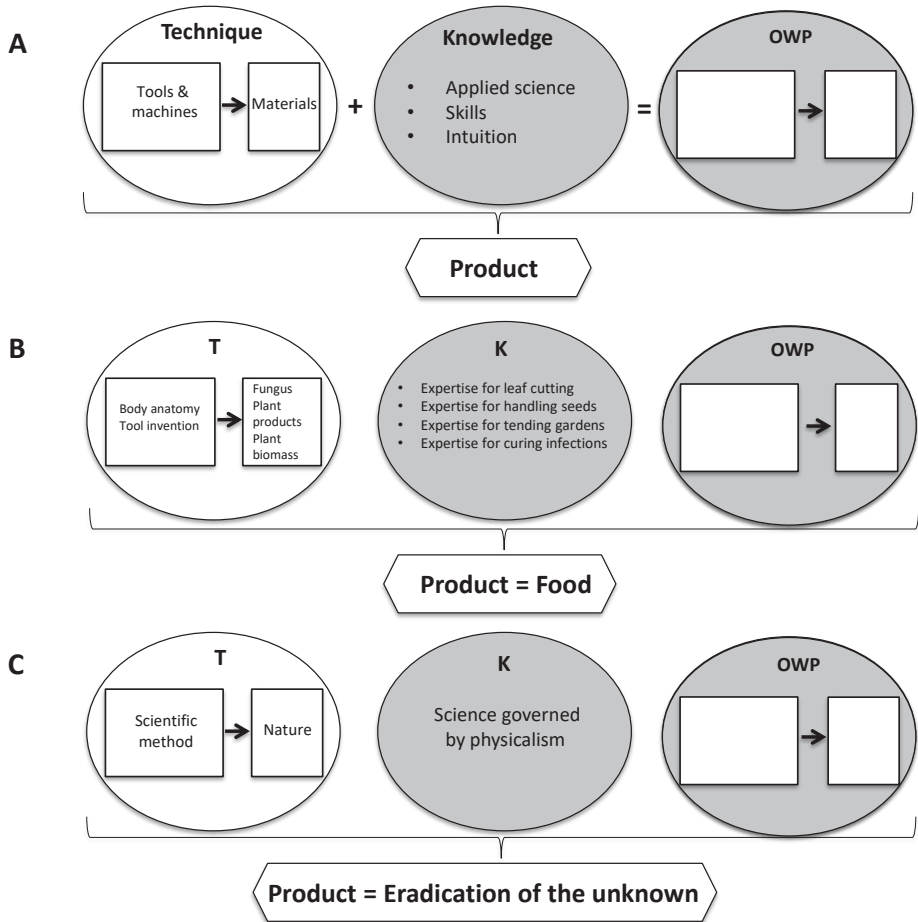 A
Technique
Tools &
machines
Materials
+
Knowledge
• Applied science
• Skills
• Intuition
=
OWP
Product
B
T
Body anatomy
Tool invention
Fungus
Plant
products
Plant
biomass
K
• Expertise for leaf cutting
• Expertise for handling seeds
• Expertise for tending gardens
• Expertise for curing infections
OWP
Product = Food
C
T
Scientific
method
Nature
K
Science governed
by physicalism
OWP
Product = Eradication of the unknown